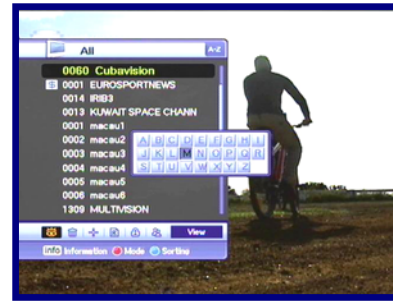 All A-Z
0060 Cubavision
$ 0001 EUROSPORTNEWS
0014 IRIB3
0013 KUWAIT SPACE CHANN
0001 macau1
0002 macau2
0003 macau3
0004 macau4
0005 macau5
0006 macau6
1309 MULTIVISION
A B C D E F G H I
J K L M N O P Q R
S T U V W X Y Z
View
info Information Mode Sorting